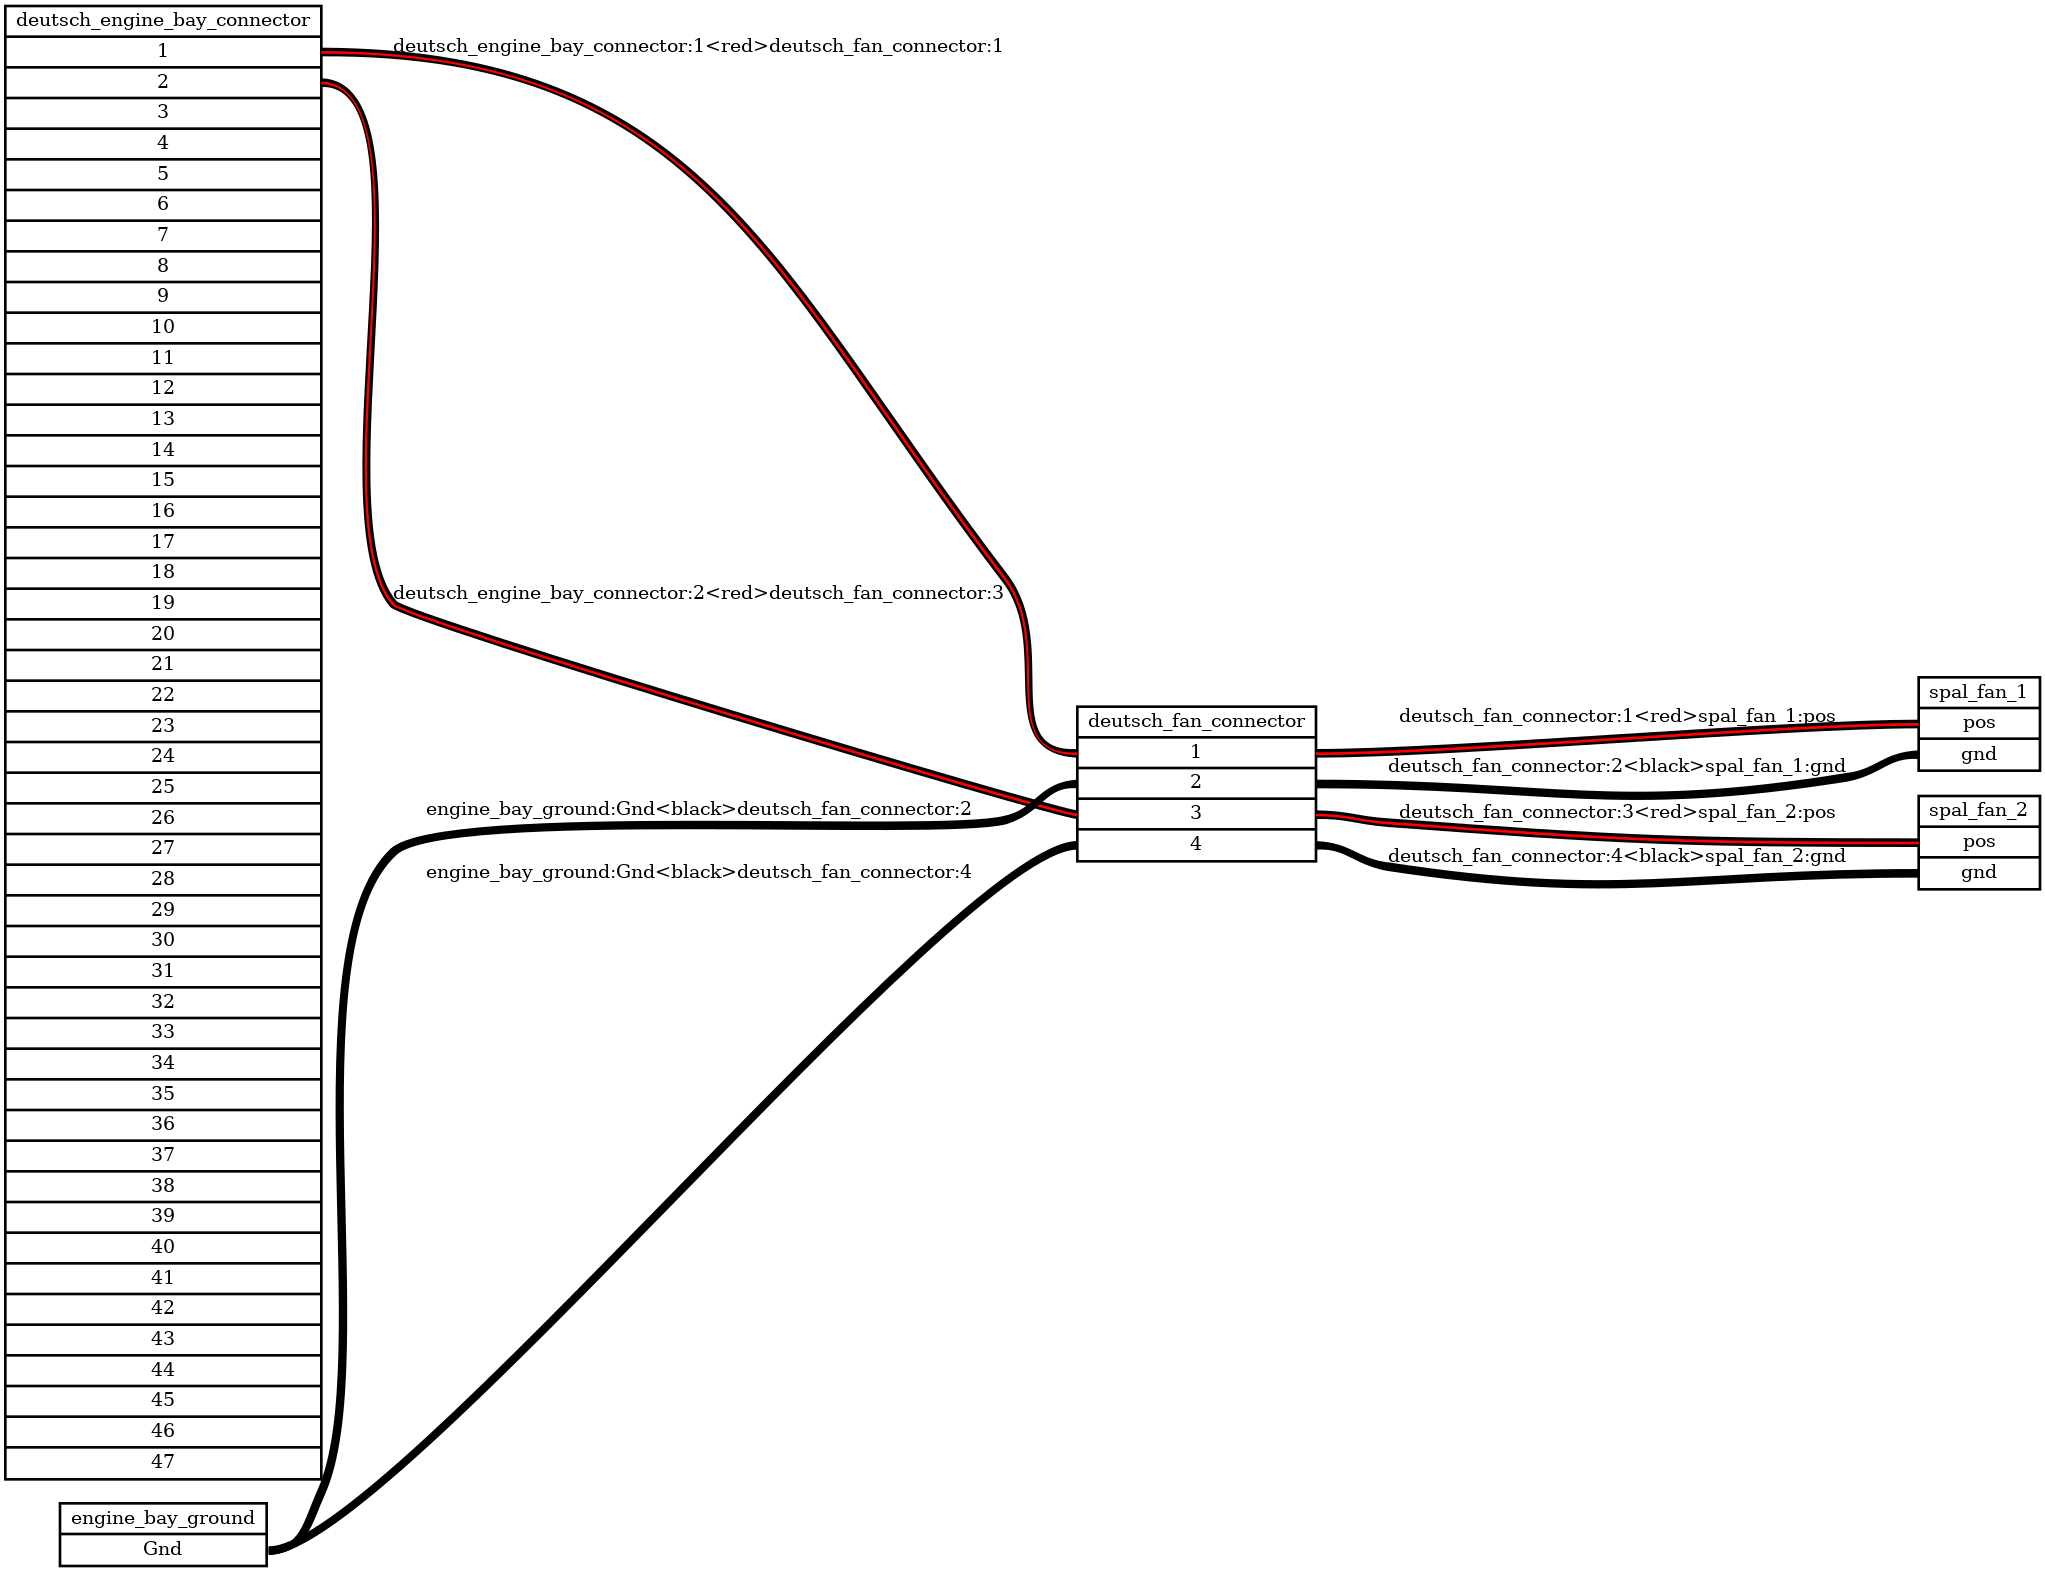 deutsch_engine_bay_connector
1
2
3
4
5
6
7
8
9
10
11
12
13
14
15
16
17
18
19
20
21
22
23
24
25
26
27
28
29
30
31
32
33
34
35
36
37
38
39
40
41
42
43
44
45
46
47
engine_bay_ground
Gnd
deutsch_engine_bay_connector:1<red>deutsch_fan_connector:1
deutsch_engine_bay_connector:2<red>deutsch_fan_connector:3
engine_bay_ground:Gnd<black>deutsch_fan_connector:2
engine_bay_ground:Gnd<black>deutsch_fan_connector:4
deutsch_fan_connector
1
2
3
4
deutsch_fan_connector:1<red>spal_fan_1:pos
deutsch_fan_connector:2<black>spal_fan_1:gnd
deutsch_fan_connector:3<red>spal_fan_2:pos
deutsch_fan_connector:4<black>spal_fan_2:gnd
spal_fan_1
pos
gnd
spal_fan_2
pos
gnd